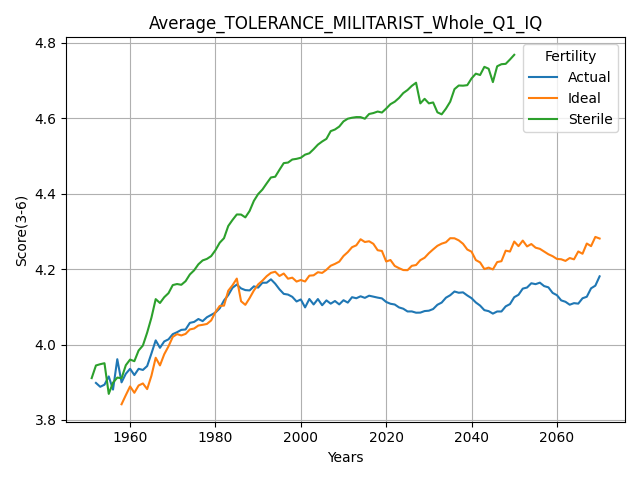 Average_TOLERANCE_MILITARIST_Whole_Q1_IQ
Fertility
Actual
Ideal
Sterile
Score(3-6)
4.8
4.6
4.4
4.2
4.0
3.8
1960 1980 2000 2020 2040 2060
Years